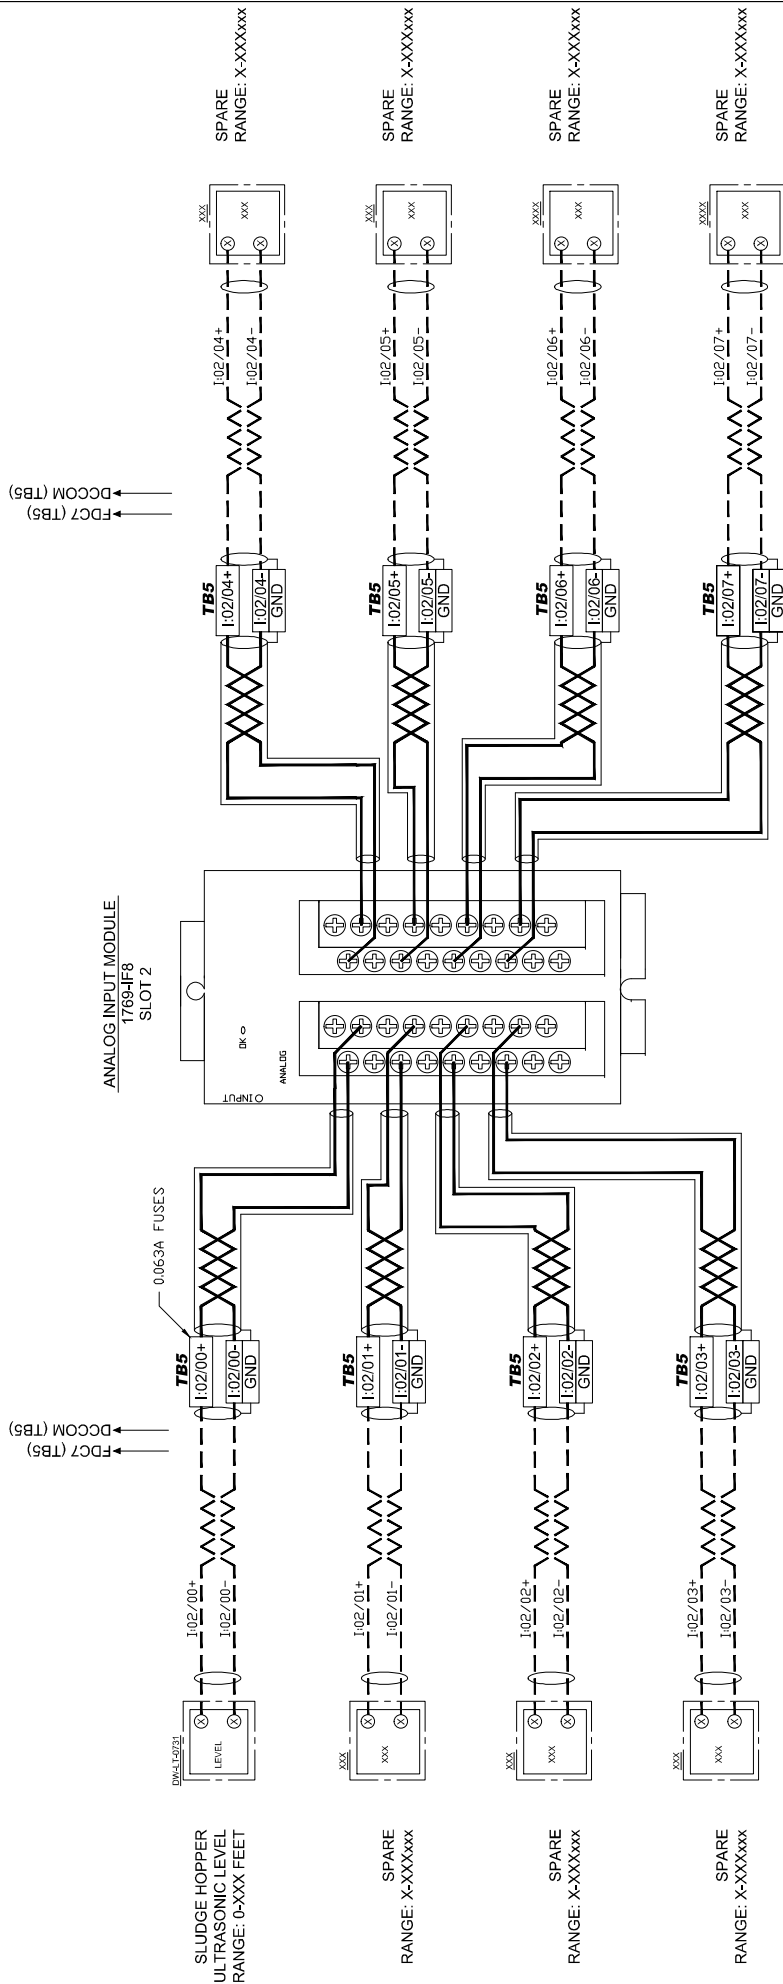 SPARE
RANGE: X-XXXxxx
SPARE
RANGE: X-XXXxxx
SPARE
RANGE: X-XXXxxx
SPARE
RANGE: X-XXXxxx
XXX
XXX
X
X
XXX
XXX
X
X
XXXX
XXX
X
X
XXXX
XXX
X
X
I:02/04+
I:02/04-
I:02/05+
I:02/05-
I:02/06+
I:02/06-
I:02/07+
I:02/07-
DCCOM (TB5)
FDC7 (TB5)
TB5
I:02/04+
I:02/04-
GND
TB5
I:02/05+
I:02/05-
GND
TB5
I:02/06+
I:02/06-
GND
TB5
I:02/07+
I:02/07-
GND
ANALOG INPUT MODULE
1769-IF8
SLOT 2
OK
ANALOG
INPUT
0.063A FUSES
TB5
I:02/00+
I:02/00-
GND
TB5
I:02/01+
I:02/01-
GND
TB5
I:02/02+
I:02/02-
GND
TB5
I:02/03+
I:02/03-
GND
DCCOM (TB5)
FDC7 (TB5)
I:02/00+
I:02/00-
I:02/01+
I:02/01-
I:02/02+
I:02/02-
I:02/03+
I:02/03-
DW-LT-0731
LEVEL
X
X
XXX
XXX
X
X
XXX
XXX
X
X
XXX
XXX
X
X
SLUDGE HOPPER
ULTRASONIC LEVEL
RANGE: 0-XXX FEET
SPARE
RANGE: X-XXXxxx
SPARE
RANGE: X-XXXxxx
SPARE
RANGE: X-XXXxxx